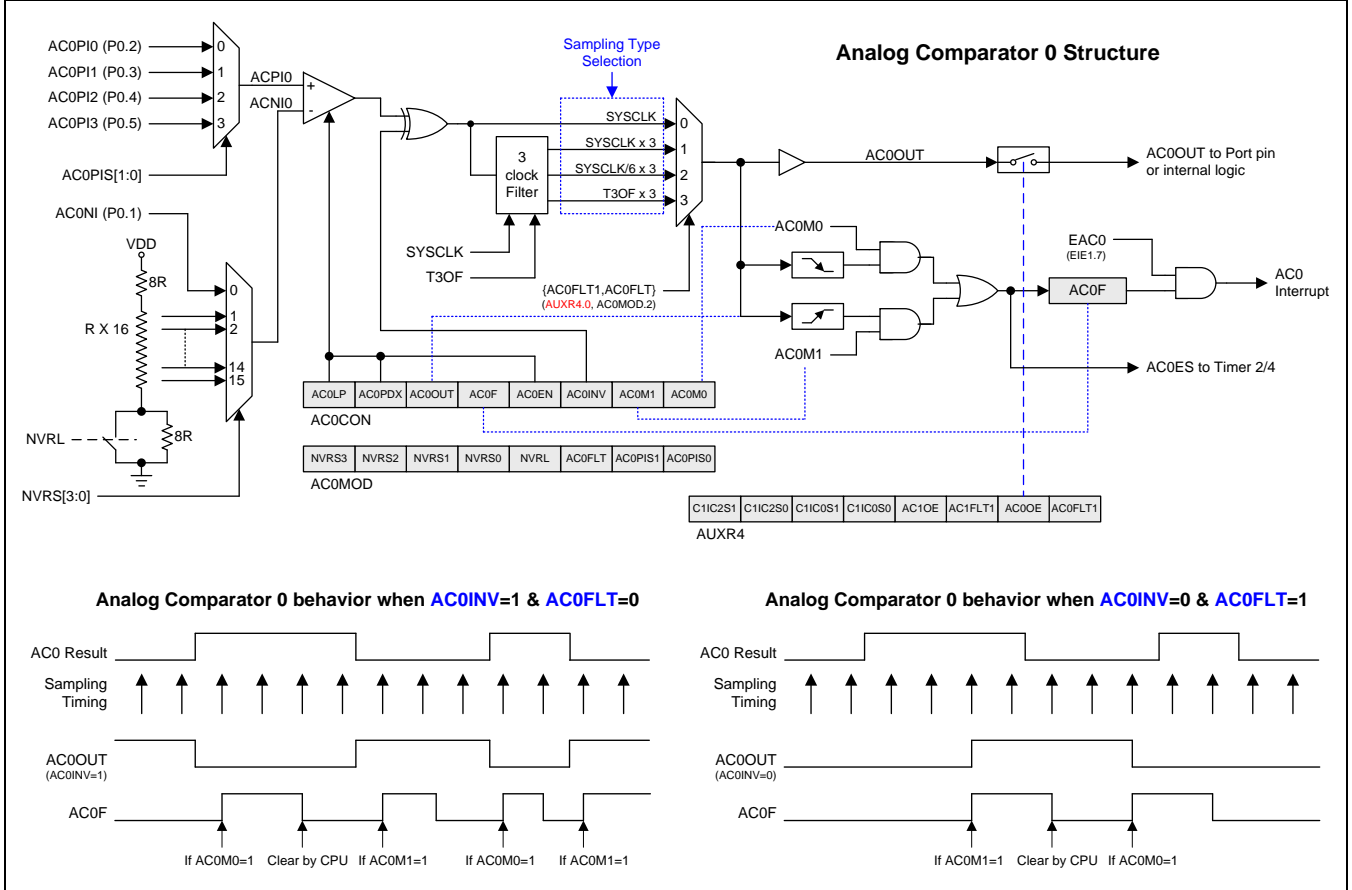 Analog Comparator 0 Structure
AC0PI0 (P0.2)
AC0PI1 (P0.3)
AC0PI2 (P0.4)
AC0PI3 (P0.5)
0
1
2
3
AC0PIS[1:0]
ACPI0
ACNI0
+
-
Sampling Type
Selection
SYSCLK
SYSCLK x 3
SYSCLK/6 x 3
T3OF x 3
0
1
2
3
3
clock
Filter
SYSCLK
T3OF
{AC0FLT1,AC0FLT}
(AUXR4.0, AC0MOD.2)
AC0OUT
AC0OUT to Port pin
or internal logic
AC0M0
AC0M1
EAC0
(EIE1.7)
AC0F
AC0
Interrupt
AC0ES to Timer 2/4
AC0NI (P0.1)
VDD
8R
R X 16
0
1
2
14
15
NVRL
8R
NVRS[3:0]
AC0LP AC0PDX AC0OUT AC0F AC0EN AC0INV AC0M1 AC0M0
AC0CON
NVRS3 NVRS2 NVRS1 NVRS0 NVRL AC0FLT AC0PIS1 AC0PIS0
AC0MOD
C1IC2S1 C1IC2S0 C1IC0S1 C1IC0S0 AC1OE AC1FLT1 AC0OE AC0FLT1
AUXR4
Analog Comparator 0 behavior when AC0INV=1 & AC0FLT=0
AC0 Result
Sampling
Timing
AC0OUT
(AC0INV=1)
AC0F
If AC0M0=1 Clear by CPU If AC0M1=1 If AC0M0=1 If AC0M1=1
Analog Comparator 0 behavior when AC0INV=0 & AC0FLT=1
AC0 Result
Sampling
Timing
AC0OUT
(AC0INV=0)
AC0F
If AC0M1=1 Clear by CPU If AC0M0=1